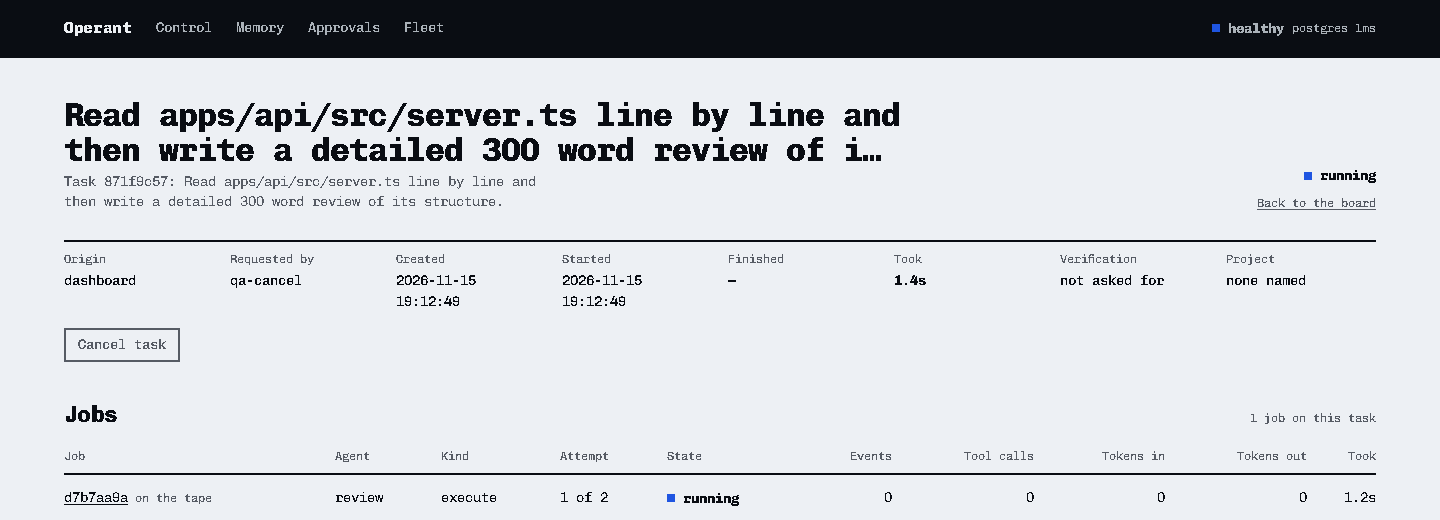 Operant Control Memory Approvals Fleet healthy postgres lms
Read apps/api/src/server.ts line by line and
then write a detailed 300 word review of i…
Task 871f9c57: Read apps/api/src/server.ts line by line and
then write a detailed 300 word review of its structure.
running
Back to the board
Origin Requested by Created Started Finished Took Verification Project
dashboard qa-cancel 2026-11-15 2026-11-15 — 1.4s not asked for none named
19:12:49 19:12:49
Cancel task
Jobs 1 job on this task
Job Agent Kind Attempt State Events Tool calls Tokens in Tokens out Took
d7b7aa9a on the tape review execute 1 of 2 running 0 0 0 0 1.2s